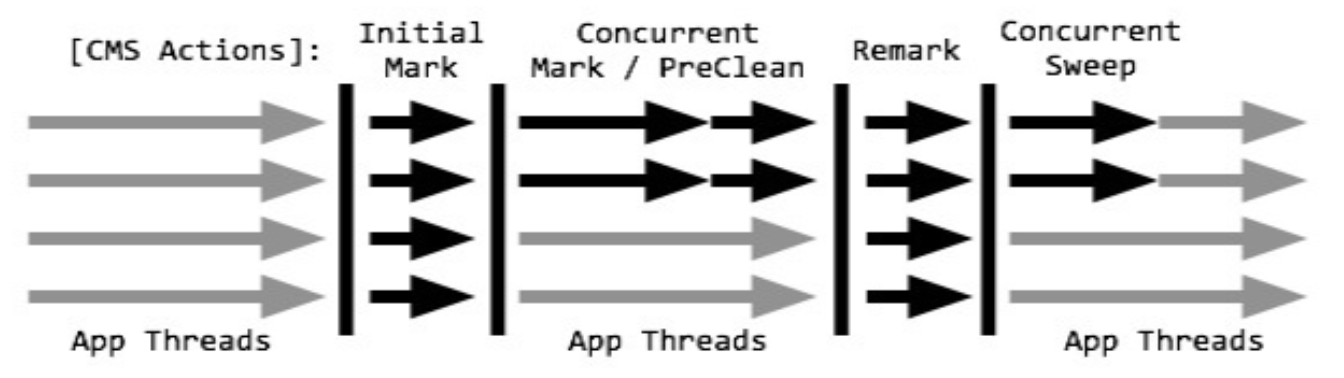 [CMS Actions]:
Initial
Mark
Concurrent
Mark / PreClean
Remark
Concurrent
Sweep
App Threads
App Threads
App Threads